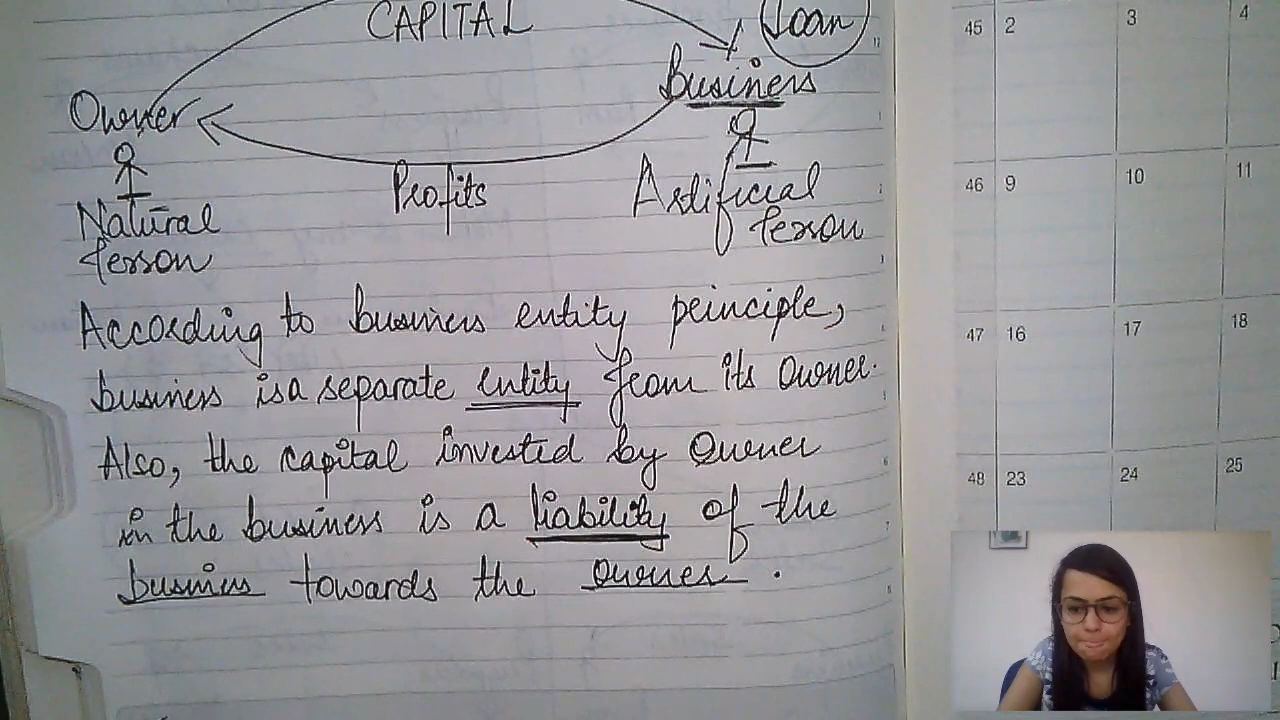 CAPITAL
Loan
Business
Owner
Profits
Natural
Person
Artificial
Person
According to business entity principle,
business is a separate entity from its owner.
Also, the capital invested by Owner
in the business is a liability of the
business towards the owner.
45 2 3 4
46 9 10 11
47 16 17 18
48 23 24 25